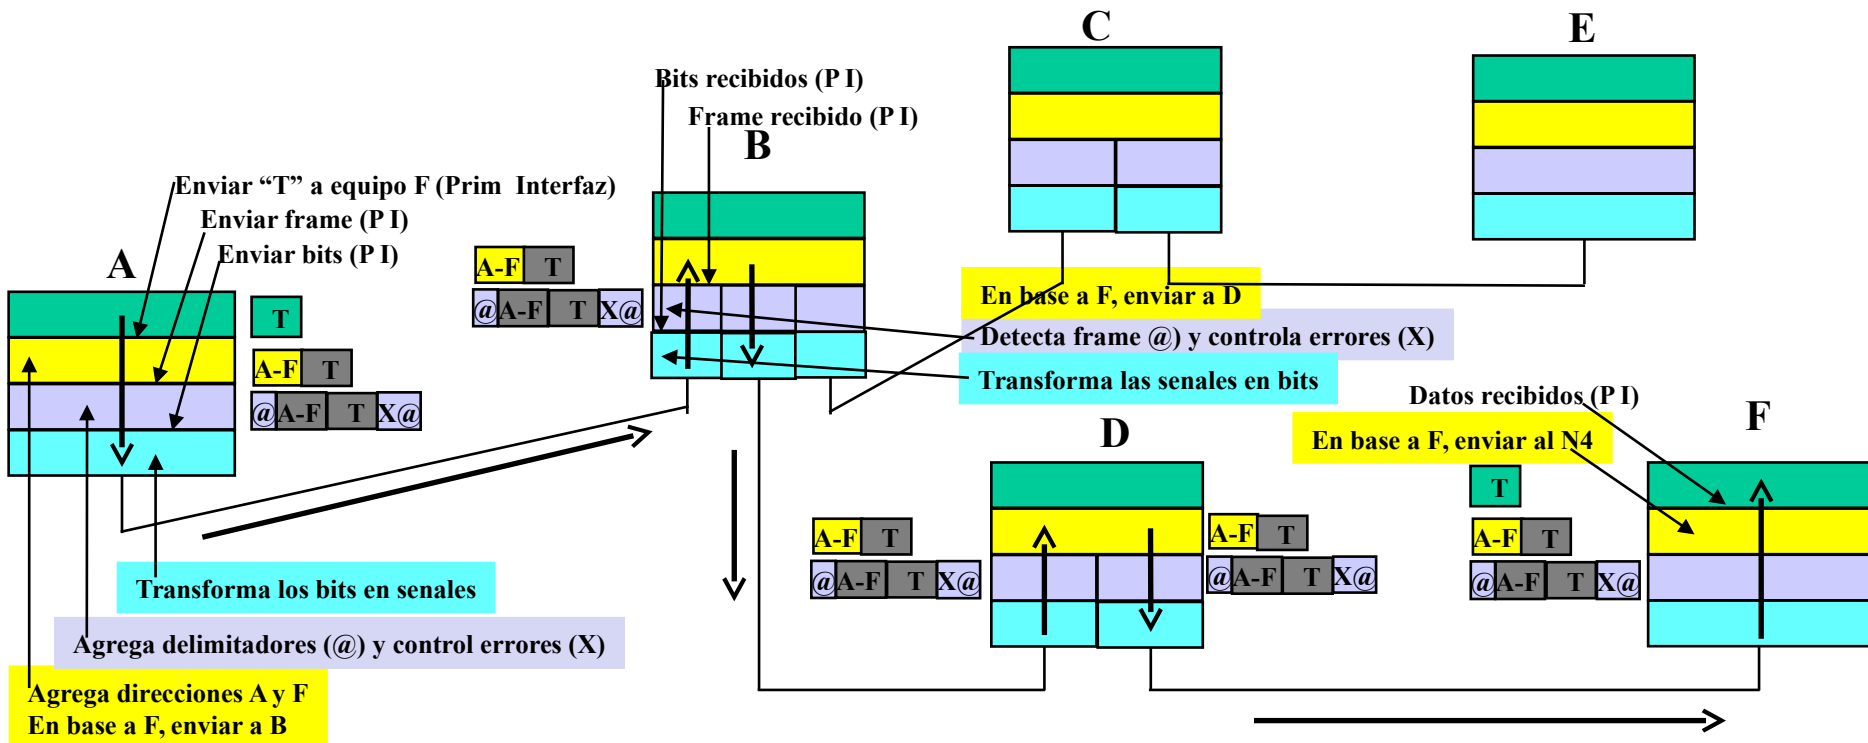 C
E
Bits recibidos (P I)
Frame recibido (P I)
B
Enviar “T” a equipo F (Prim Interfaz)
Enviar frame (P I)
Enviar bits (P I)
A
A-F T
@ A-F T X@
T
A-F T
@ A-F T X@
En base a F, enviar a D
Detecta frame @) y controla errores (X)
Transforma las senales en bits
Datos recibidos (P I)
F
D
En base a F, enviar al N4
T
A-F T
@ A-F T X@
A-F T
@ A-F T X@
A-F T
@ A-F T X@
Transforma los bits en senales
Agrega delimitadores (@) y control errores (X)
Agrega direcciones A y F
En base a F, enviar a B